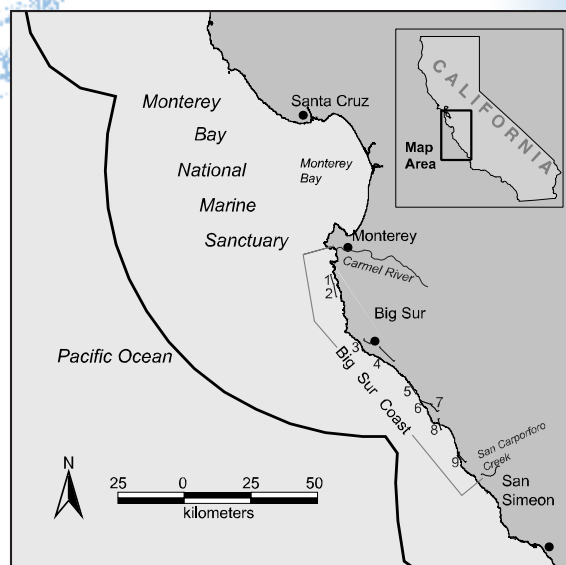 Monterey
Bay
National
Marine
Sanctuary
Santa Cruz
Monterey
Bay
CALIFORNIA
Map
Area
Monterey
Carmel River
1
2
Big Sur
Pacific Ocean
3
4
Big Sur Coast
5
6
7
8
9
San Carporforo
Creek
San
Simeon
N
25 0 25 50
kilometers